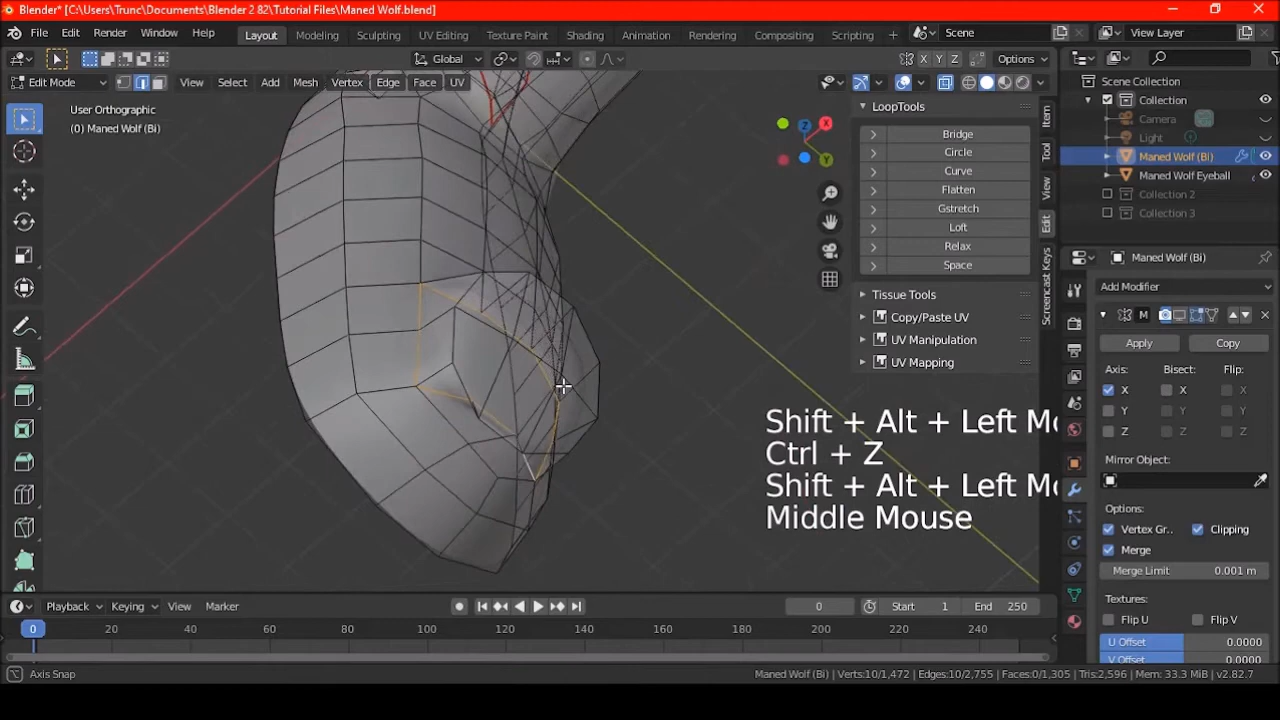 Blender* [C:\Users\Trunc\Documents\Blender 2 82\Tutorial Files\Maned Wolf.blend]
File Edit Render Window Help Layout Modeling Sculpting UV Editing Texture Paint Shading Animation Rendering Compositing Scripting + Scene View Layer
Global X Y Z Options
Edit Mode View Select Add Mesh Vertex Edge Face UV
User Orthographic
(0) Maned Wolf (Bi)
X
Z
Y
LoopTools
Bridge
Circle
Curve
Flatten
Gstretch
Loft
Relax
Space
Tissue Tools
Copy/Paste UV
UV Manipulation
UV Mapping
Item
Tool
View
Edit
Screencast Keys
Shift + Alt + Left Mo
Ctrl + Z
Shift + Alt + Left Mo
Middle Mouse
Scene Collection
Collection
Camera
Light
Maned Wolf (Bi)
Maned Wolf Eyeball
Collection 2
Collection 3
Maned Wolf (Bi)
Add Modifier
M
Apply Copy
Axis: Bisect: Flip:
X X X
Y Y Y
Z Z Z
Mirror Object:
Options:
Vertex Gr.. Clipping
Merge
Merge Limit 0.001 m
Textures:
Flip U Flip V
U Offset 0.0000
V Offset 0.0000
Playback Keying View Marker 0 Start 1 End 250
0 20 40 60 80 100 120 140 160 180 200 220 240
Axis Snap Maned Wolf (Bi) | Verts:10/1,472 | Edges:10/2,755 | Faces:0/1,305 | Tris:2,596 | Mem: 33.3 MiB | v2.82.7